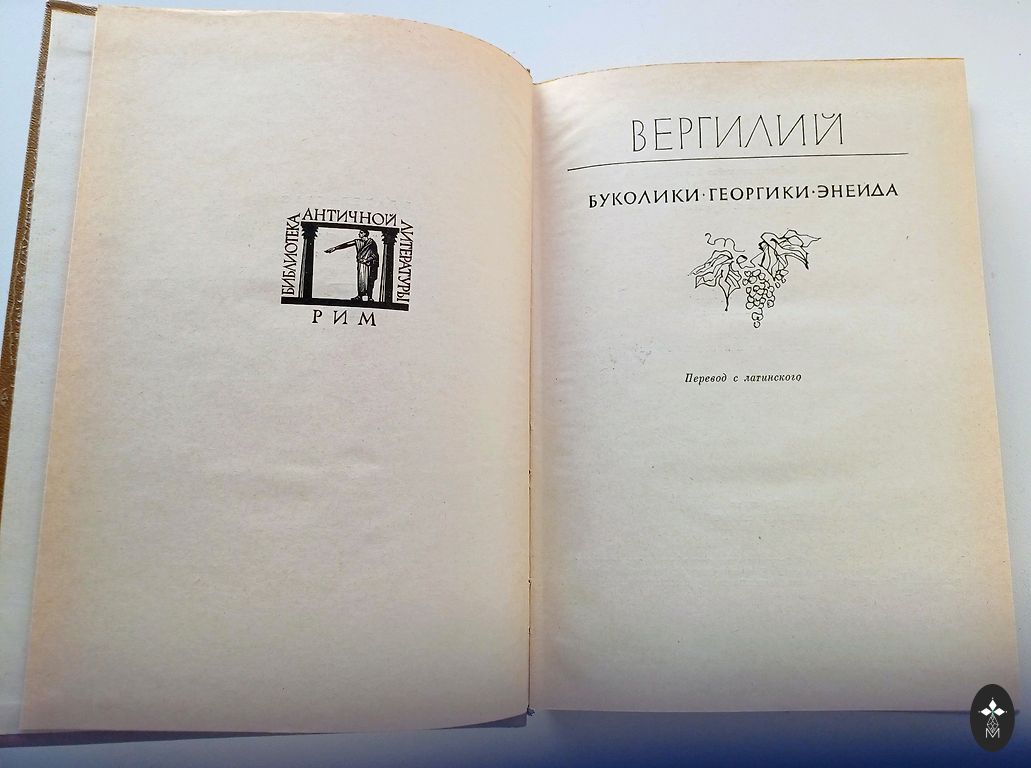 БИБЛИОТЕКА
АНТИЧНОЙ
ЛИТЕРАТУРЫ
РИМ
ВЕРГИЛИЙ
БУКОЛИКИ·ГЕОРГИКИ·ЭНЕИДА
Перевод с латинского
М